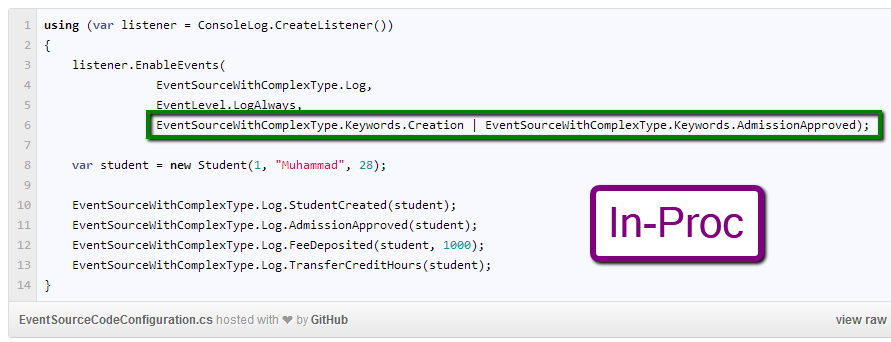 1 using (var listener = ConsoleLog.CreateListener())
2 {
3     listener.EnableEvents(
4                 EventSourceWithComplexType.Log,
5                 EventLevel.LogAlways,
6                 EventSourceWithComplexType.Keywords.Creation | EventSourceWithComplexType.Keywords.AdmissionApproved);
7
8     var student = new Student(1, "Muhammad", 28);
9
10     EventSourceWithComplexType.Log.StudentCreated(student);
11     EventSourceWithComplexType.Log.AdmissionApproved(student);
12     EventSourceWithComplexType.Log.FeeDeposited(student, 1000);
13     EventSourceWithComplexType.Log.TransferCreditHours(student);
14 }
In-Proc
EventSourceCodeConfiguration.cs hosted with ❤ by GitHub view raw